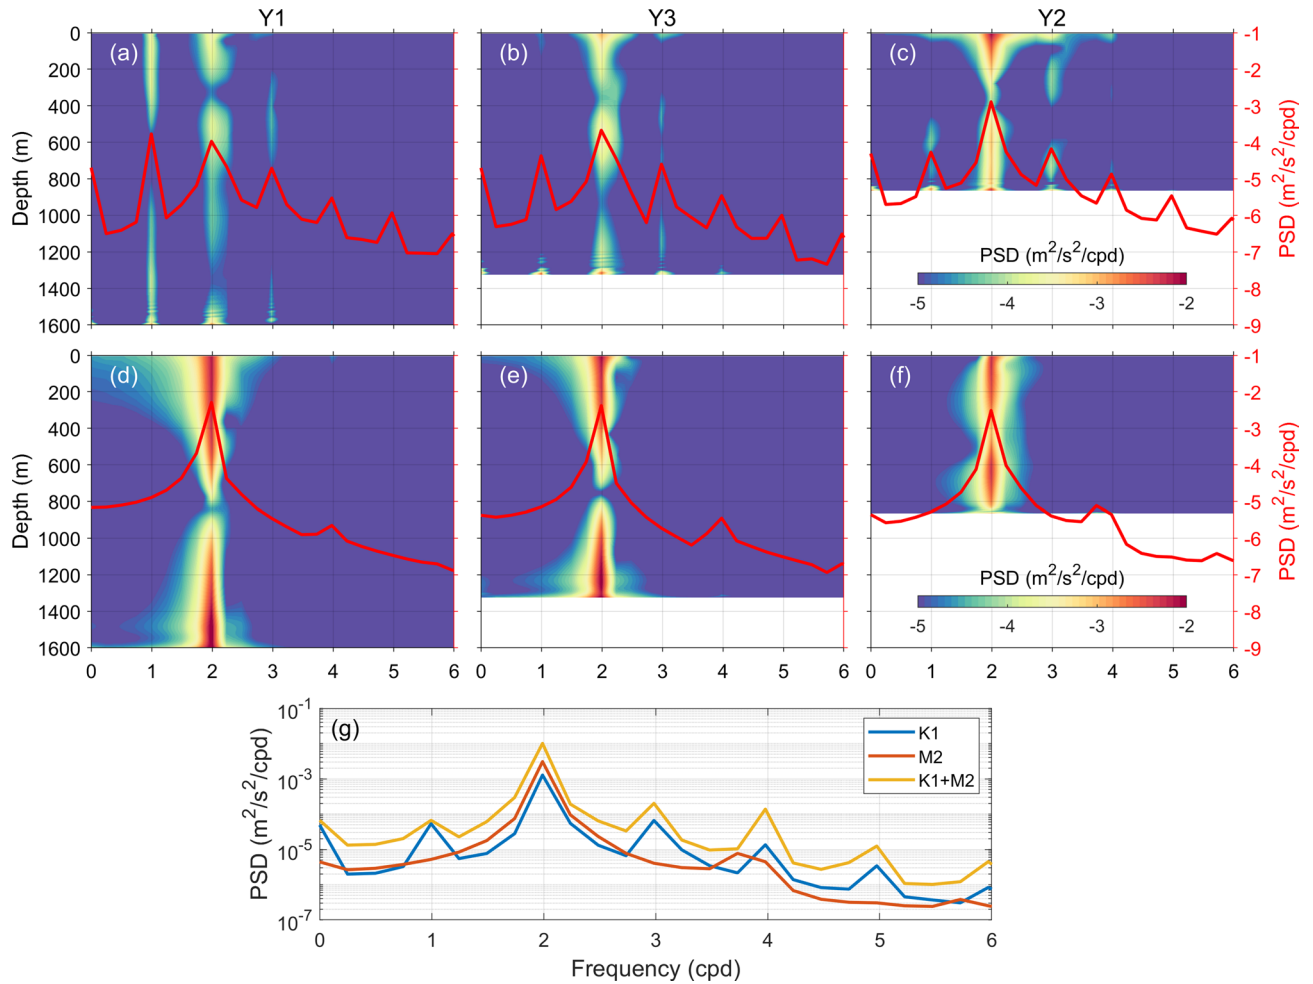 Y1 Y3 Y2
(a) (b) (c)
0 200 400 600 800 1000 1200 1400 1600
Depth (m)
-1 -2 -3 -4 -5 -6 -7 -8 -9
PSD (m²/s²/cpd)
PSD (m²/s²/cpd)
-5 -4 -3 -2
(d) (e) (f)
0 200 400 600 800 1000 1200 1400 1600
Depth (m)
-1 -2 -3 -4 -5 -6 -7 -8 -9
PSD (m²/s²/cpd)
PSD (m²/s²/cpd)
-5 -4 -3 -2
0 1 2 3 4 5 6 0 1 2 3 4 5 6 0 1 2 3 4 5 6
(g)
10⁻¹
10⁻³
10⁻⁵
10⁻⁷
PSD (m²/s²/cpd)
K1
M2
K1+M2
0 1 2 3 4 5 6
Frequency (cpd)